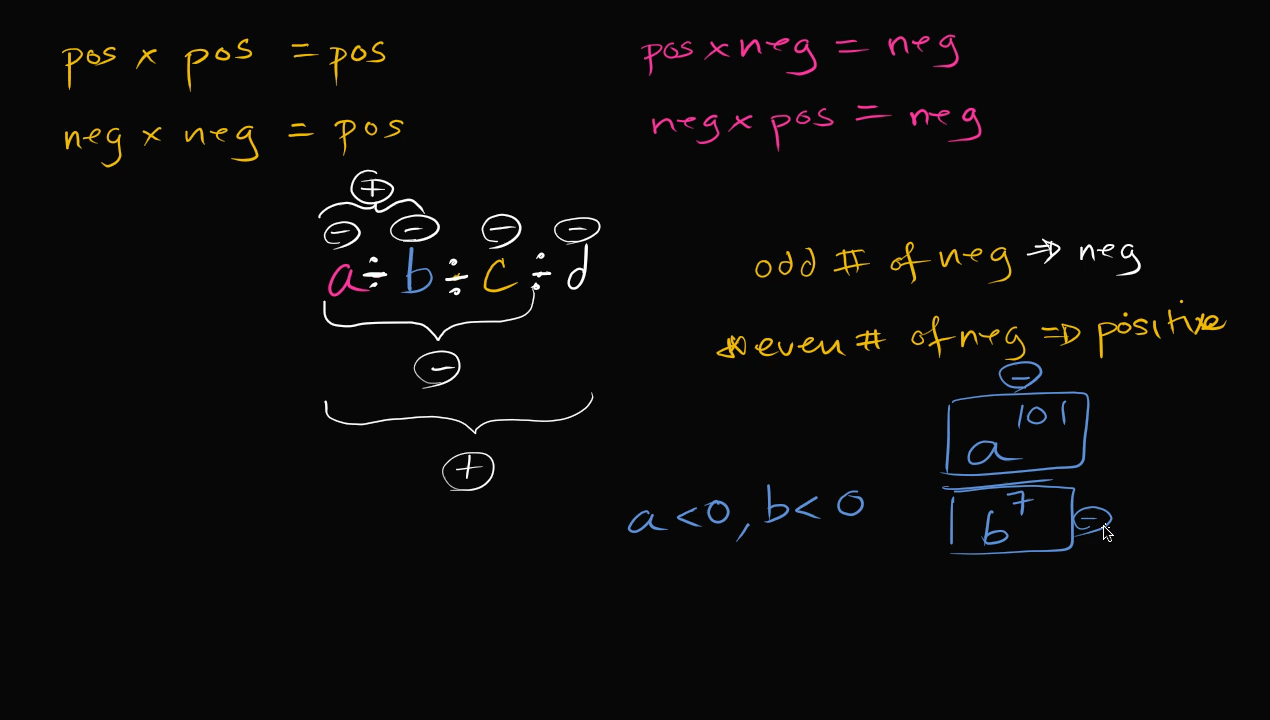 pos x pos = pos
neg x neg = pos
pos x neg = neg
neg x pos = neg
+
− − − −
a ÷ b ÷ c ÷ d
−
+
odd # of neg ⇒ neg
even # of neg ⇒ positive
−
a^101
b^7 −
a < 0, b < 0